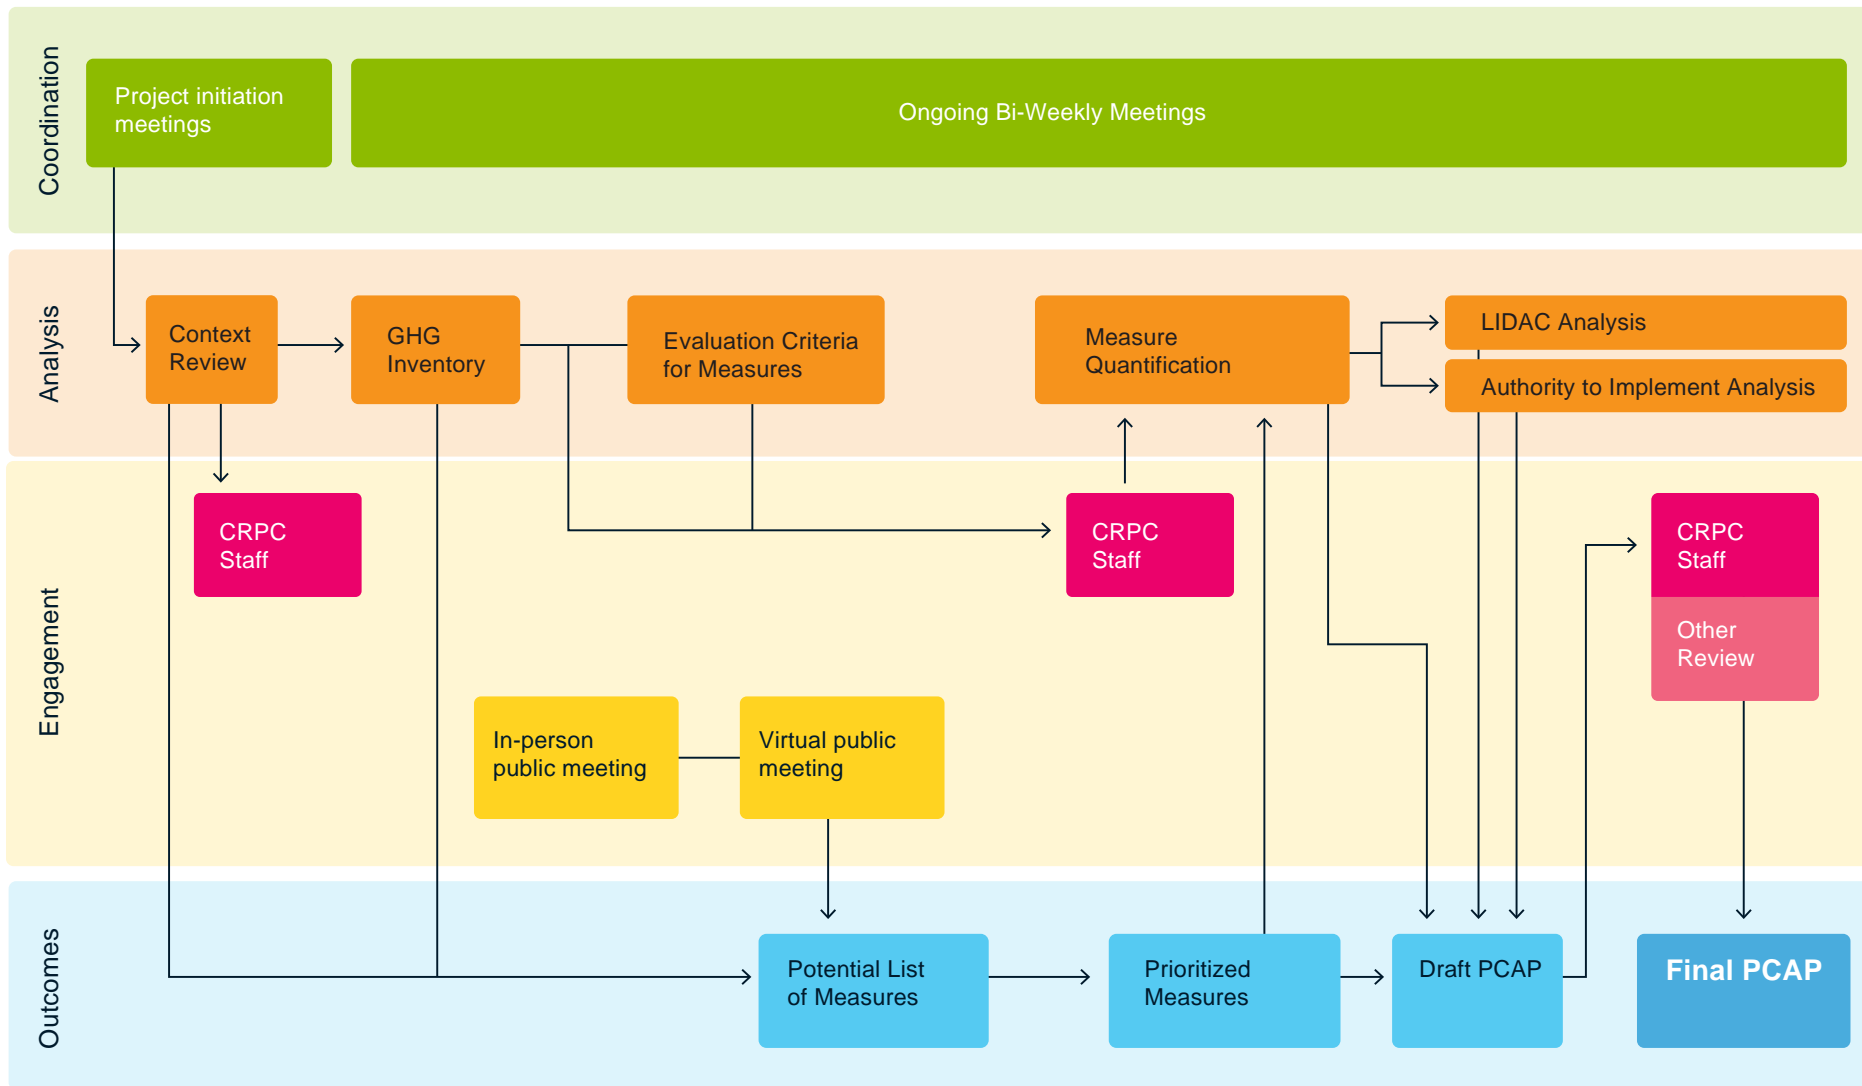 Coordination
Project initiation
meetings
Ongoing Bi-Weekly Meetings
Analysis
Context
Review
GHG
Inventory
Evaluation Criteria
for Measures
Measure
Quantification
LIDAC Analysis
Authority to Implement Analysis
Engagement
CRPC
Staff
CRPC
Staff
CRPC
Staff
Other
Review
In-person
public meeting
Virtual public
meeting
Outcomes
Potential List
of Measures
Prioritized
Measures
Draft PCAP
Final PCAP